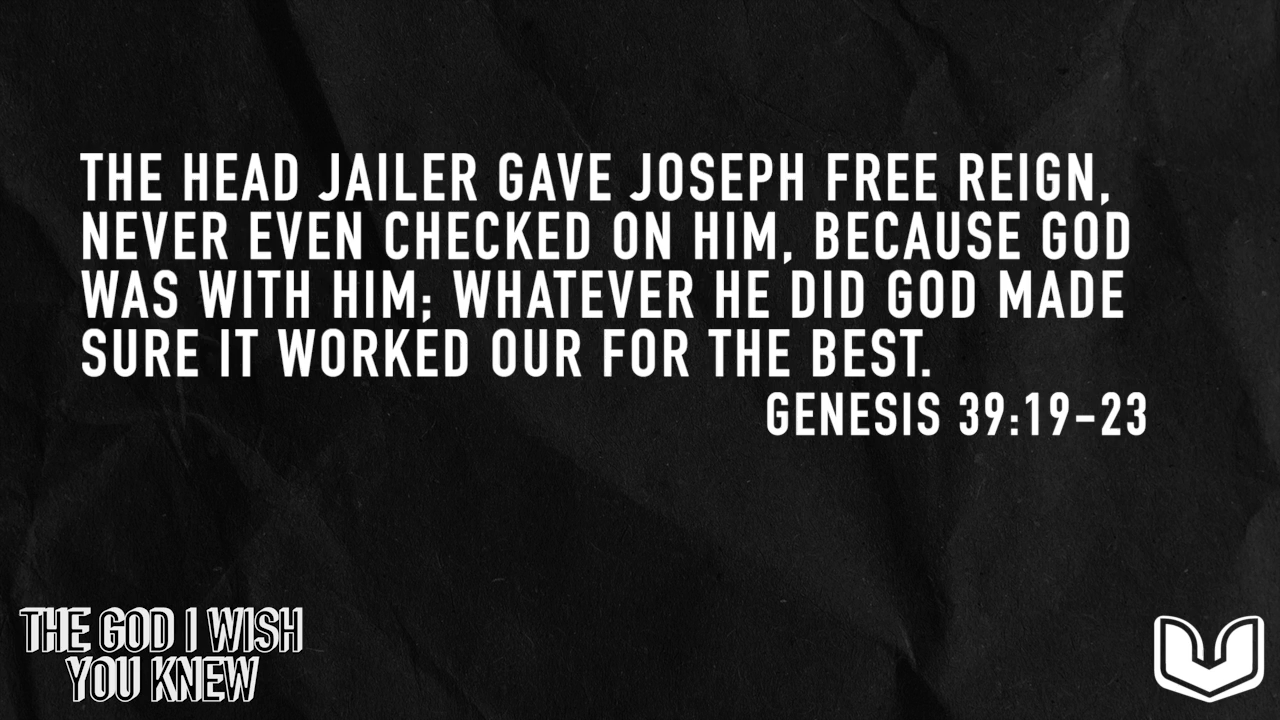 THE HEAD JAILER GAVE JOSEPH FREE REIGN,
NEVER EVEN CHECKED ON HIM, BECAUSE GOD
WAS WITH HIM; WHATEVER HE DID GOD MADE
SURE IT WORKED OUR FOR THE BEST.
GENESIS 39:19-23
THE GOD I WISH
YOU KNEW